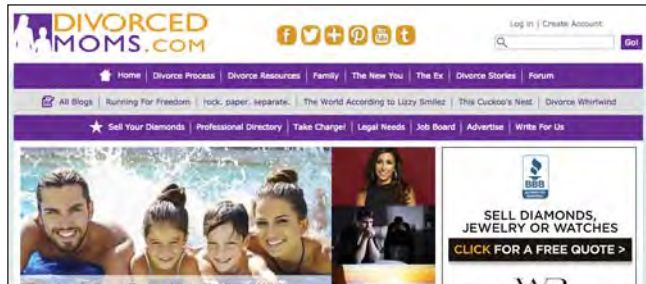 DIVORCED
MOMS.COM
Log in | Create Account
Go!
Home | Divorce Process | Divorce Resources | Family | The New You | The Ex | Divorce Stories | Forum
All Blogs | Running For Freedom | rock. paper. separate. | The World According to Lizzy Smilez | This Cuckoo's Nest | Divorce Whirlwind
Sell Your Diamonds | Professional Directory | Take Charge! | Legal Needs | Job Board | Advertise | Write For Us
BBB
SELL DIAMONDS,
JEWELRY OR WATCHES
CLICK FOR A FREE QUOTE >